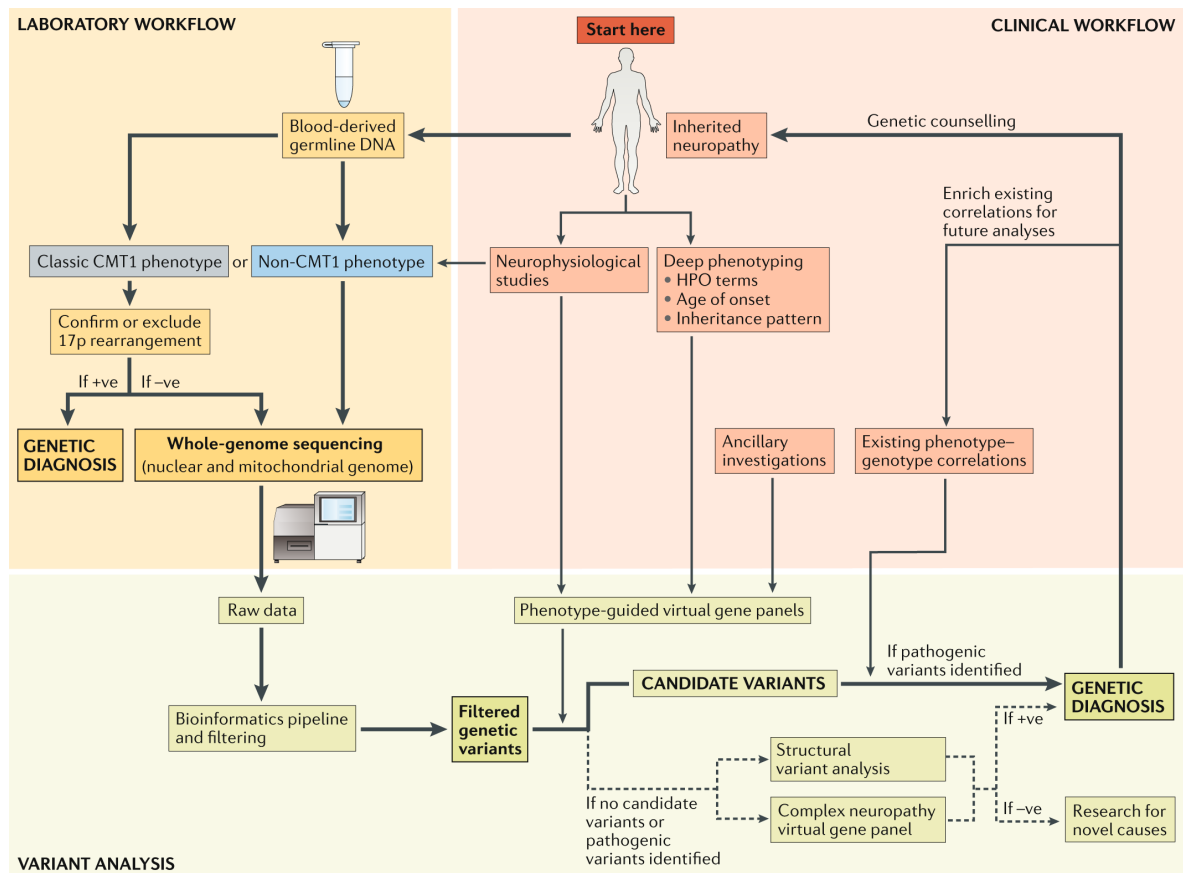 LABORATORY WORKFLOW
CLINICAL WORKFLOW
Start here
Blood-derived
germline DNA
Inherited
neuropathy
Genetic counselling
Enrich existing
correlations for
future analyses
Classic CMT1 phenotype
or
Non-CMT1 phenotype
Neurophysiological
studies
Deep phenotyping
• HPO terms
• Age of onset
• Inheritance pattern
Confirm or exclude
17p rearrangement
If +ve
If –ve
GENETIC
DIAGNOSIS
Whole-genome sequencing
(nuclear and mitochondrial genome)
Ancillary
investigations
Existing phenotype–
genotype correlations
Raw data
Phenotype-guided virtual gene panels
If pathogenic
variants identified
CANDIDATE VARIANTS
GENETIC
DIAGNOSIS
Bioinformatics pipeline
and filtering
Filtered
genetic
variants
If +ve
Structural
variant analysis
If no candidate
variants or
pathogenic
variants identified
Complex neuropathy
virtual gene panel
If –ve
Research for
novel causes
VARIANT ANALYSIS